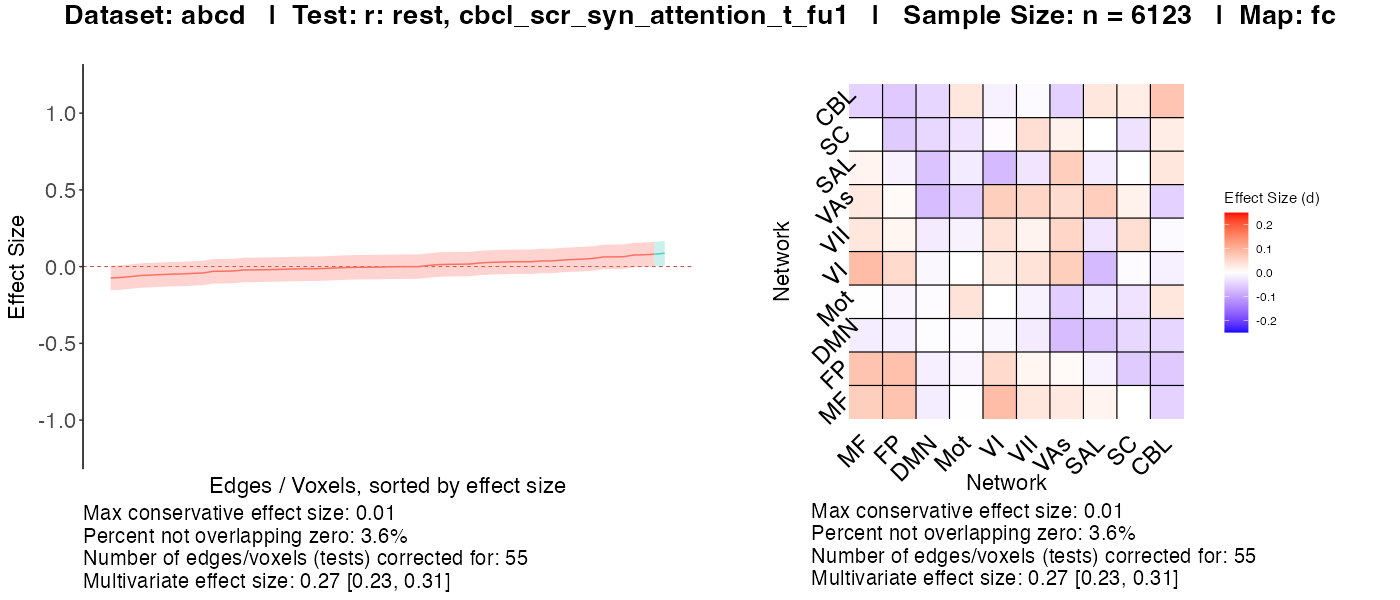 Dataset: abcd | Test: r: rest, cbcl_scr_syn_attention_t_fu1 | Sample Size: n = 6123 | Map: fc
Effect Size
1.0
0.5
0.0
-0.5
-1.0
Edges / Voxels, sorted by effect size
Max conservative effect size: 0.01
Percent not overlapping zero: 3.6%
Number of edges/voxels (tests) corrected for: 55
Multivariate effect size: 0.27 [0.23, 0.31]
Network
CBL
SC
SAL
VAs
VII
VI
Mot
DMN
FP
MF
MF FP DMN Mot VI VII VAs SAL SC CBL
Network
Max conservative effect size: 0.01
Percent not overlapping zero: 3.6%
Number of edges/voxels (tests) corrected for: 55
Multivariate effect size: 0.27 [0.23, 0.31]
Effect Size (d)
0.2
0.1
0.0
-0.1
-0.2